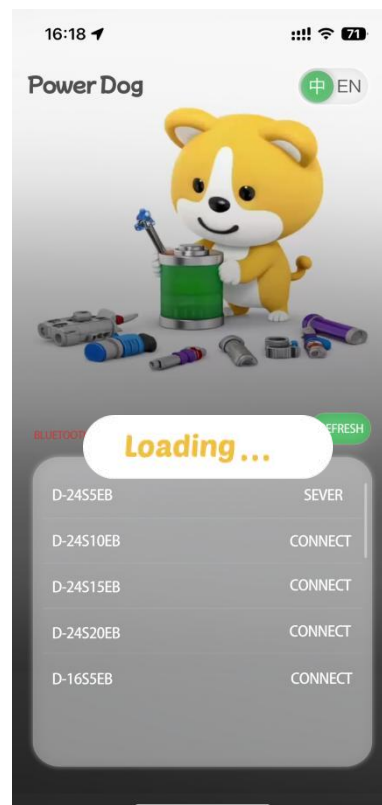 16:18
71
Power Dog
中 EN
BLUETOOT
EFRESH
Loading...
D-24S5EB SEVER
D-24S10EB CONNECT
D-24S15EB CONNECT
D-24S20EB CONNECT
D-16S5EB CONNECT